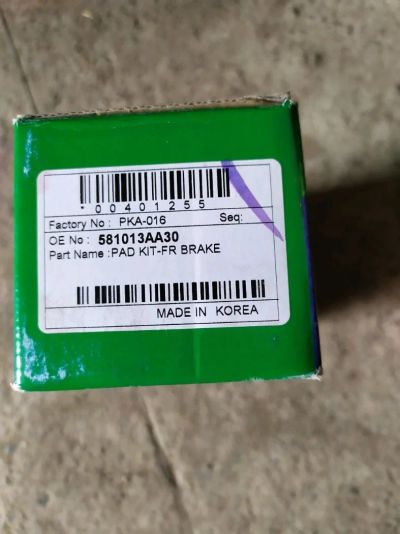 *00401255
Factory No : PKA-016 Seq:
OE No : 581013AA30
Part Name :PAD KIT-FR BRAKE
MADE IN KOREA